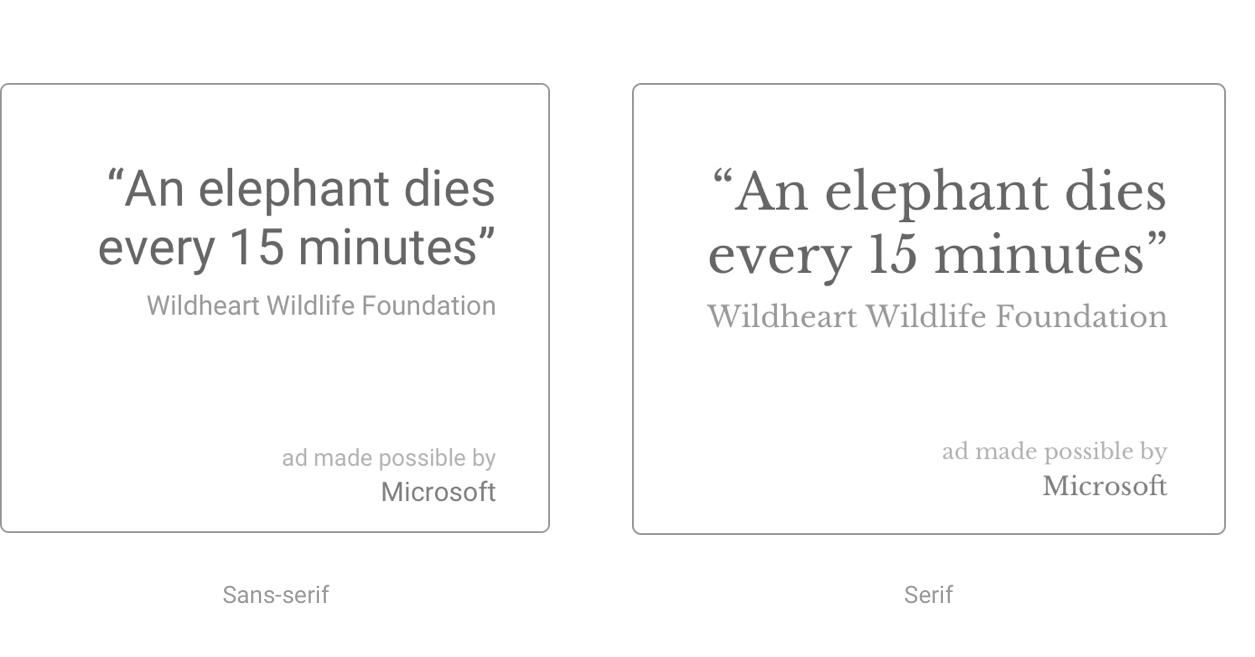 “An elephant dies
every 15 minutes”
Wildheart Wildlife Foundation
ad made possible by
Microsoft
Sans-serif
“An elephant dies
every 15 minutes”
Wildheart Wildlife Foundation
ad made possible by
Microsoft
Serif